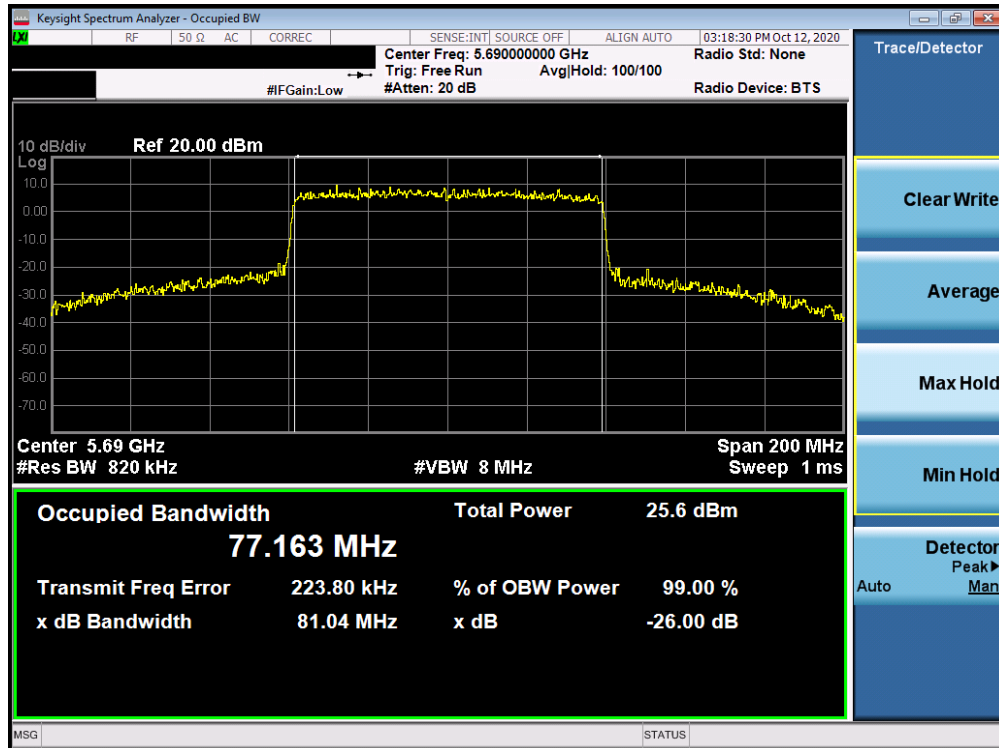 Keysight Spectrum Analyzer - Occupied BW
LXI RF 50 Ω AC CORREC SENSE:INT SOURCE OFF ALIGN AUTO 03:18:30 PM Oct 12, 2020
Center Freq: 5.690000000 GHz Radio Std: None
Trig: Free Run Avg|Hold: 100/100
#IFGain:Low #Atten: 20 dB Radio Device: BTS
10 dB/div Ref 20.00 dBm
Log
10.0
0.00
-10.0
-20.0
-30.0
-40.0
-50.0
-60.0
-70.0
Center 5.69 GHz Span 200 MHz
#Res BW 820 kHz #VBW 8 MHz Sweep 1 ms
Occupied Bandwidth Total Power 25.6 dBm
77.163 MHz
Transmit Freq Error 223.80 kHz % of OBW Power 99.00 %
x dB Bandwidth 81.04 MHz x dB -26.00 dB
MSG STATUS
Trace/Detector
Clear Write
Average
Max Hold
Min Hold
Detector
Peak▶
Auto Man